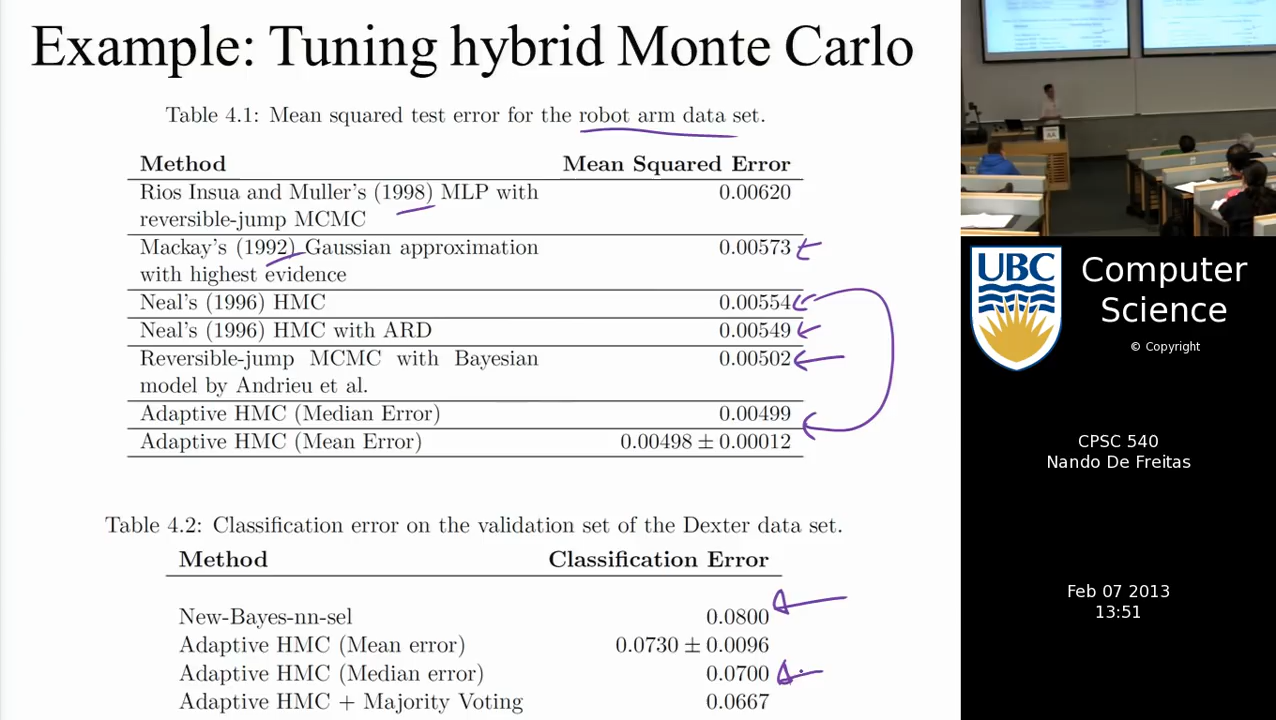 Example: Tuning hybrid Monte Carlo
Table 4.1: Mean squared test error for the robot arm data set.
Method Mean Squared Error
Rios Insua and Muller's (1998) MLP with 0.00620
reversible-jump MCMC
Mackay's (1992) Gaussian approximation 0.00573
with highest evidence
Neal's (1996) HMC 0.00554
Neal's (1996) HMC with ARD 0.00549
Reversible-jump MCMC with Bayesian 0.00502
model by Andrieu et al.
Adaptive HMC (Median Error) 0.00499
Adaptive HMC (Mean Error) 0.00498 ± 0.00012
Table 4.2: Classification error on the validation set of the Dexter data set.
Method Classification Error
New-Bayes-nn-sel 0.0800
Adaptive HMC (Mean error) 0.0730 ± 0.0096
Adaptive HMC (Median error) 0.0700
Adaptive HMC + Majority Voting 0.0667
UBC
Computer
Science
© Copyright
CPSC 540
Nando De Freitas
Feb 07 2013
13:51